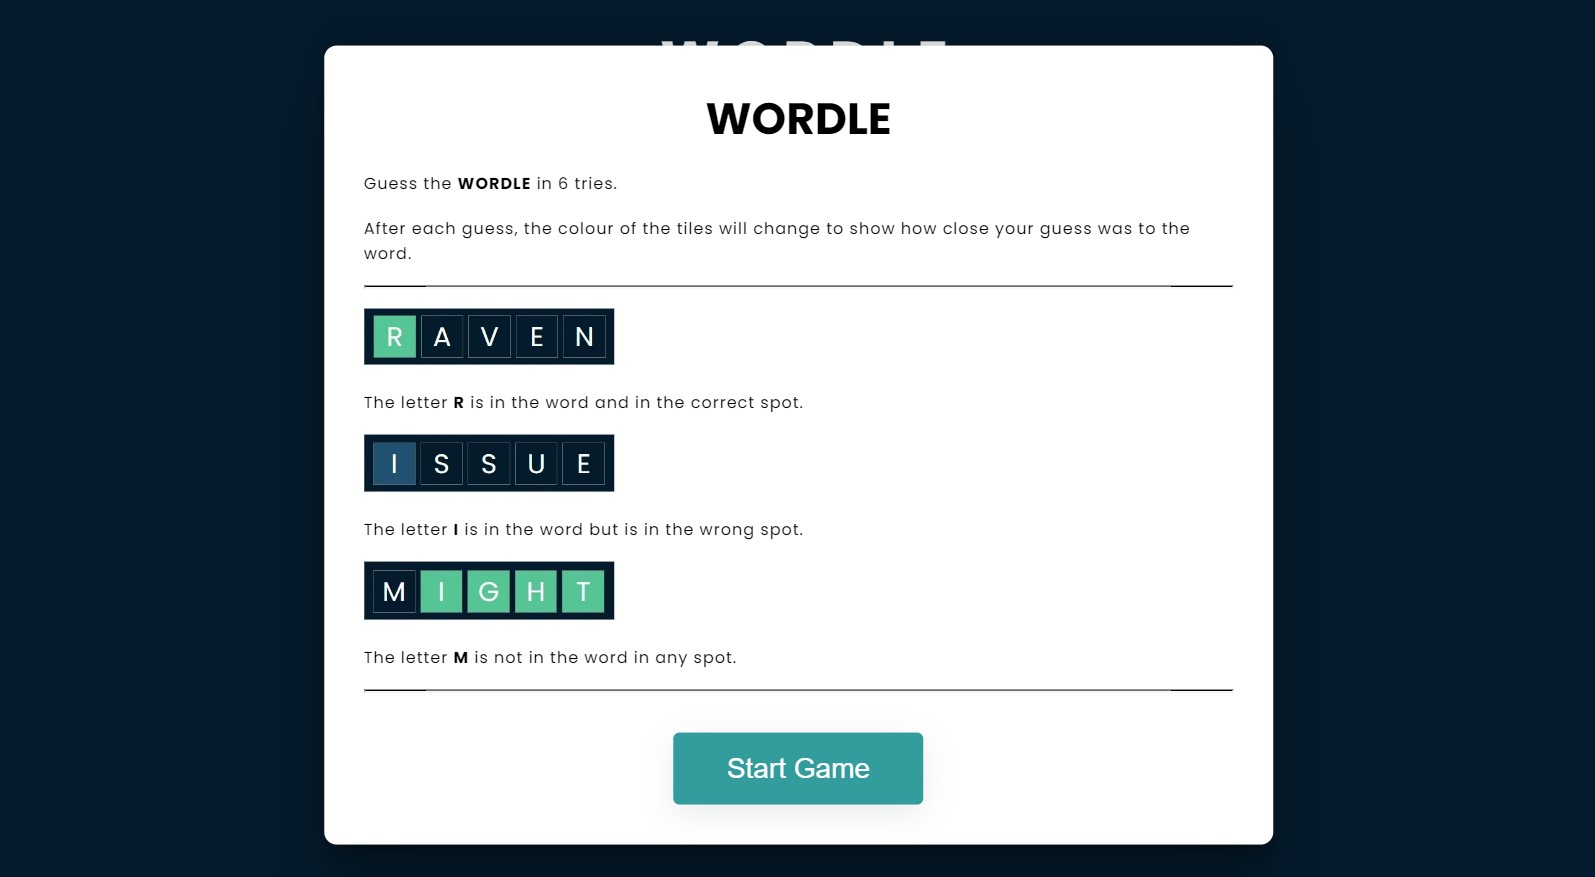 WORDLE
WORDLE
Guess the WORDLE in 6 tries.
After each guess, the colour of the tiles will change to show how close your guess was to the
word.
R A V E N
The letter R is in the word and in the correct spot.
I S S U E
The letter I is in the word but is in the wrong spot.
M I G H T
The letter M is not in the word in any spot.
Start Game